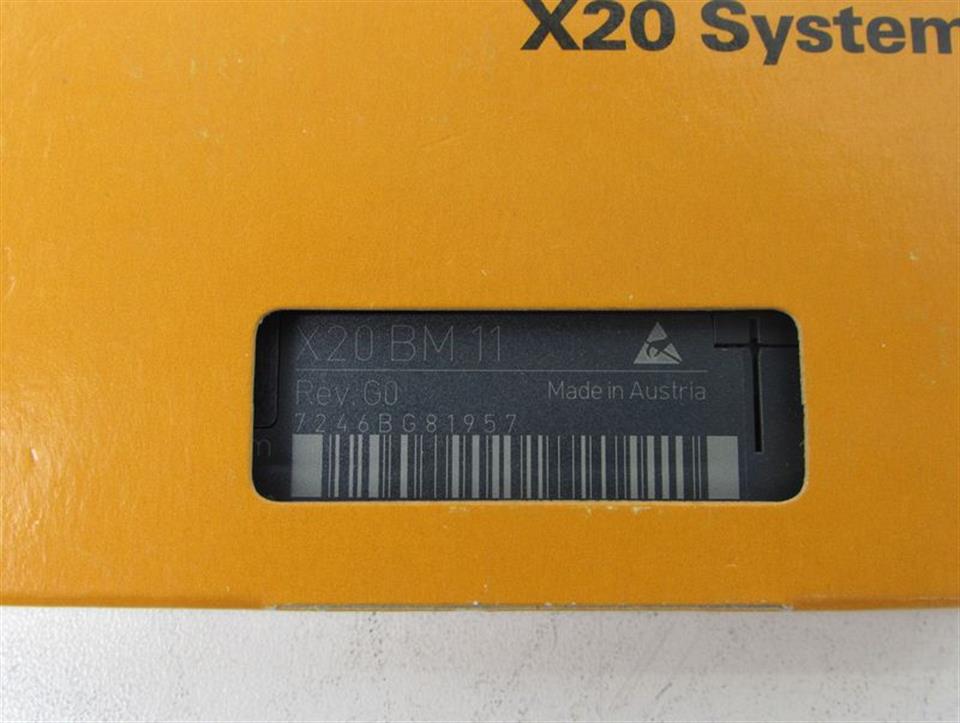 X20 System
X20 BM 11
Rev. G0
Made in Austria
7246BG81957